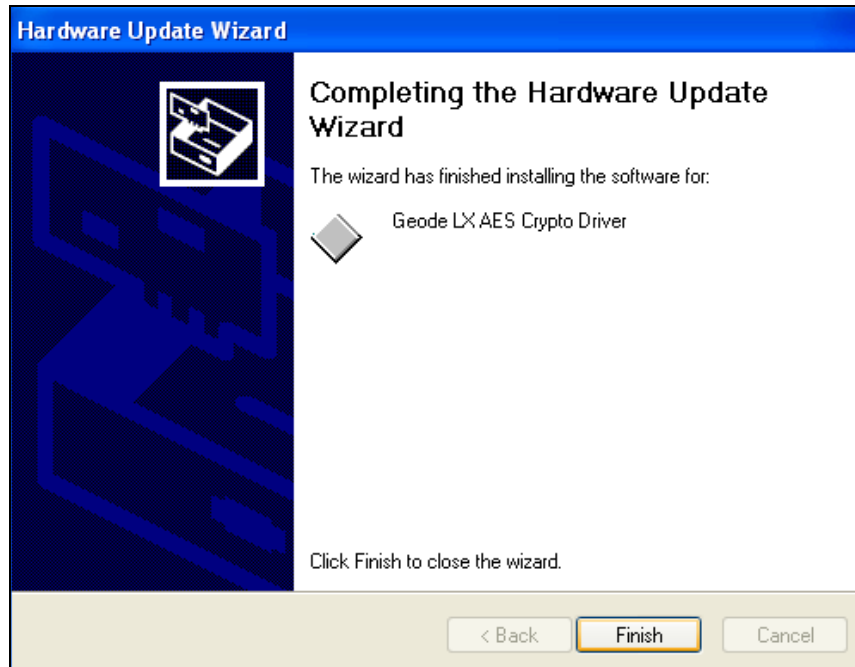 Hardware Update Wizard
Completing the Hardware Update
Wizard
The wizard has finished installing the software for:
Geode LX AES Crypto Driver
Click Finish to close the wizard.
< Back
Finish
Cancel